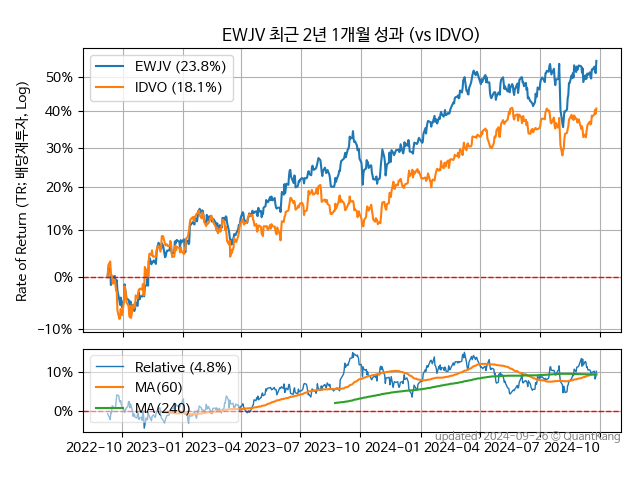 EWJV 최근 2년 1개월 성과 (vs IDVO)
EWJV (23.8%)
IDVO (18.1%)
Rate of Return (TR: 배당재투자, Log)
50%
40%
30%
20%
10%
0%
−10%
Relative (4.8%)
MA(60)
MA(240)
10%
0%
2022-10 2023-01 2023-04 2023-07 2023-10 2024-01 2024-04 2024-07 2024-10
updated: 2024-09-26 © QuantKang